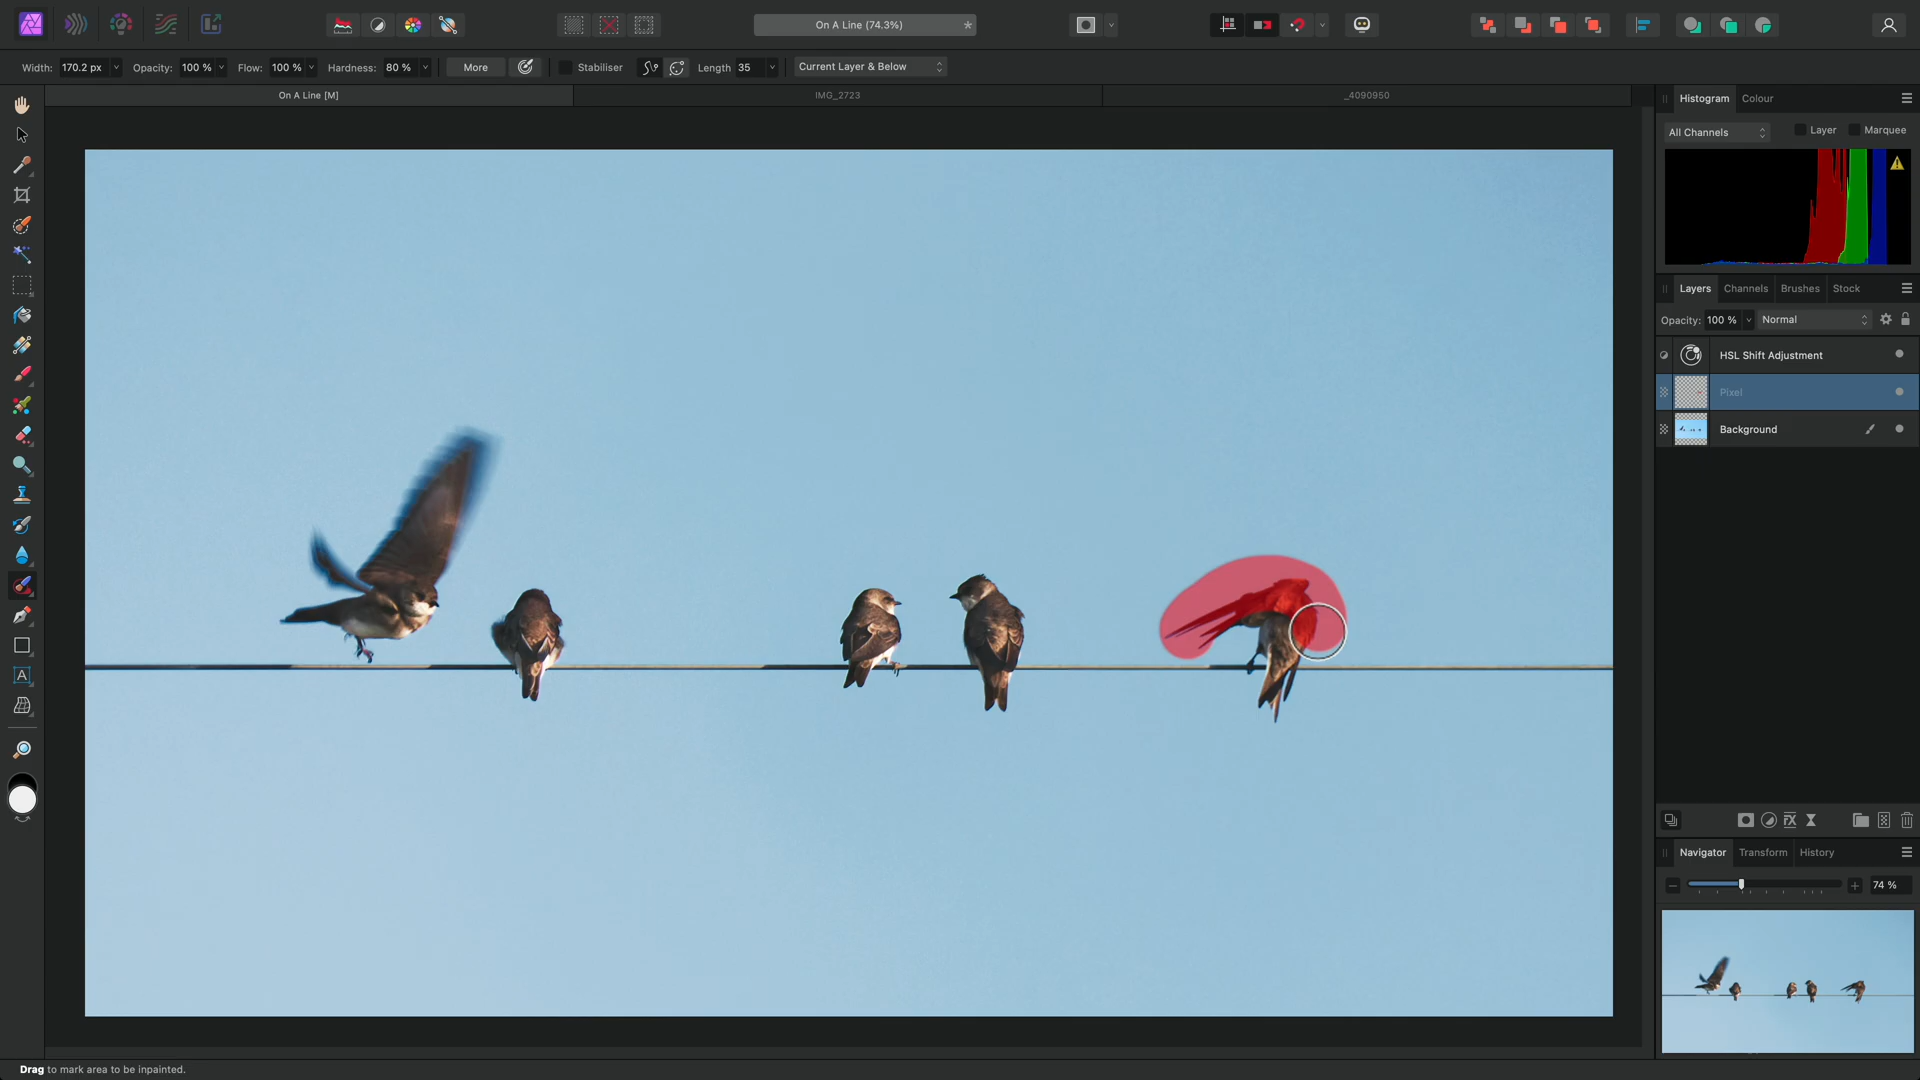 On A Line (74.3%)
*
Width: 170.2 px Opacity: 100 % Flow: 100 % Hardness: 80 % More Stabiliser Length 35 Current Layer & Below
On A Line [M] IMG_2723 _4090950
Histogram Colour
All Channels Layer Marquee
Layers Channels Brushes Stock
Opacity: 100 % Normal
HSL Shift Adjustment
Pixel
Background
Navigator Transform History
74 %
Drag to mark area to be inpainted.